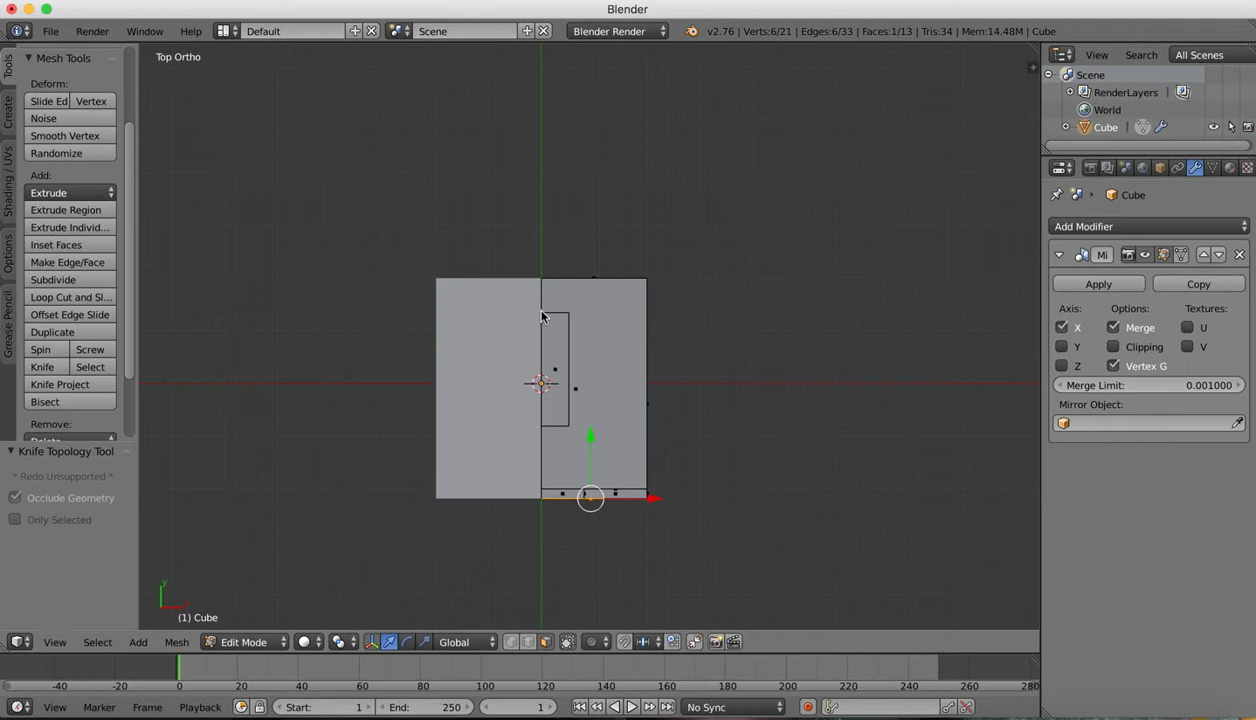 Blender
File Render Window Help Default Scene Blender Render v2.76 | Verts:6/21 | Edges:6/33 | Faces:1/13 | Tris:34 | Mem:14.48M | Cube
Tools
Create
Shading / UVs
Options
Grease Pencil
Mesh Tools
Deform:
Slide Ed Vertex
Noise
Smooth Vertex
Randomize
Add:
Extrude
Extrude Region
Extrude Individ...
Inset Faces
Make Edge/Face
Subdivide
Loop Cut and Sl...
Offset Edge Slide
Duplicate
Spin Screw
Knife Select
Knife Project
Bisect
Remove:
Knife Topology Tool
* Redo Unsupported *
Occlude Geometry
Only Selected
Top Ortho
y
(1) Cube
View Search All Scenes
Scene
RenderLayers
World
Cube
Cube
Add Modifier
Mi
Apply Copy
Axis: Options: Textures:
X Merge U
Y Clipping V
Z Vertex G
Merge Limit: 0.001000
Mirror Object:
View Select Add Mesh Edit Mode Global
-40 -20 0 20 40 60 80 100 120 140 160 180 200 220 240 260 280
View Marker Frame Playback Start: 1 End: 250 1 No Sync